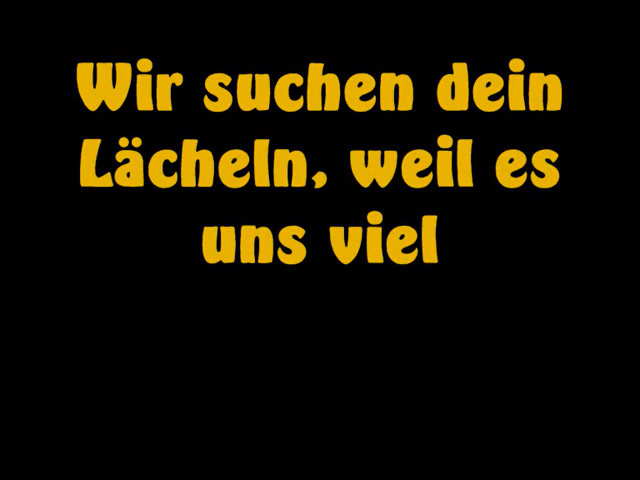 Wir suchen dein
Lächeln, weil es
uns viel